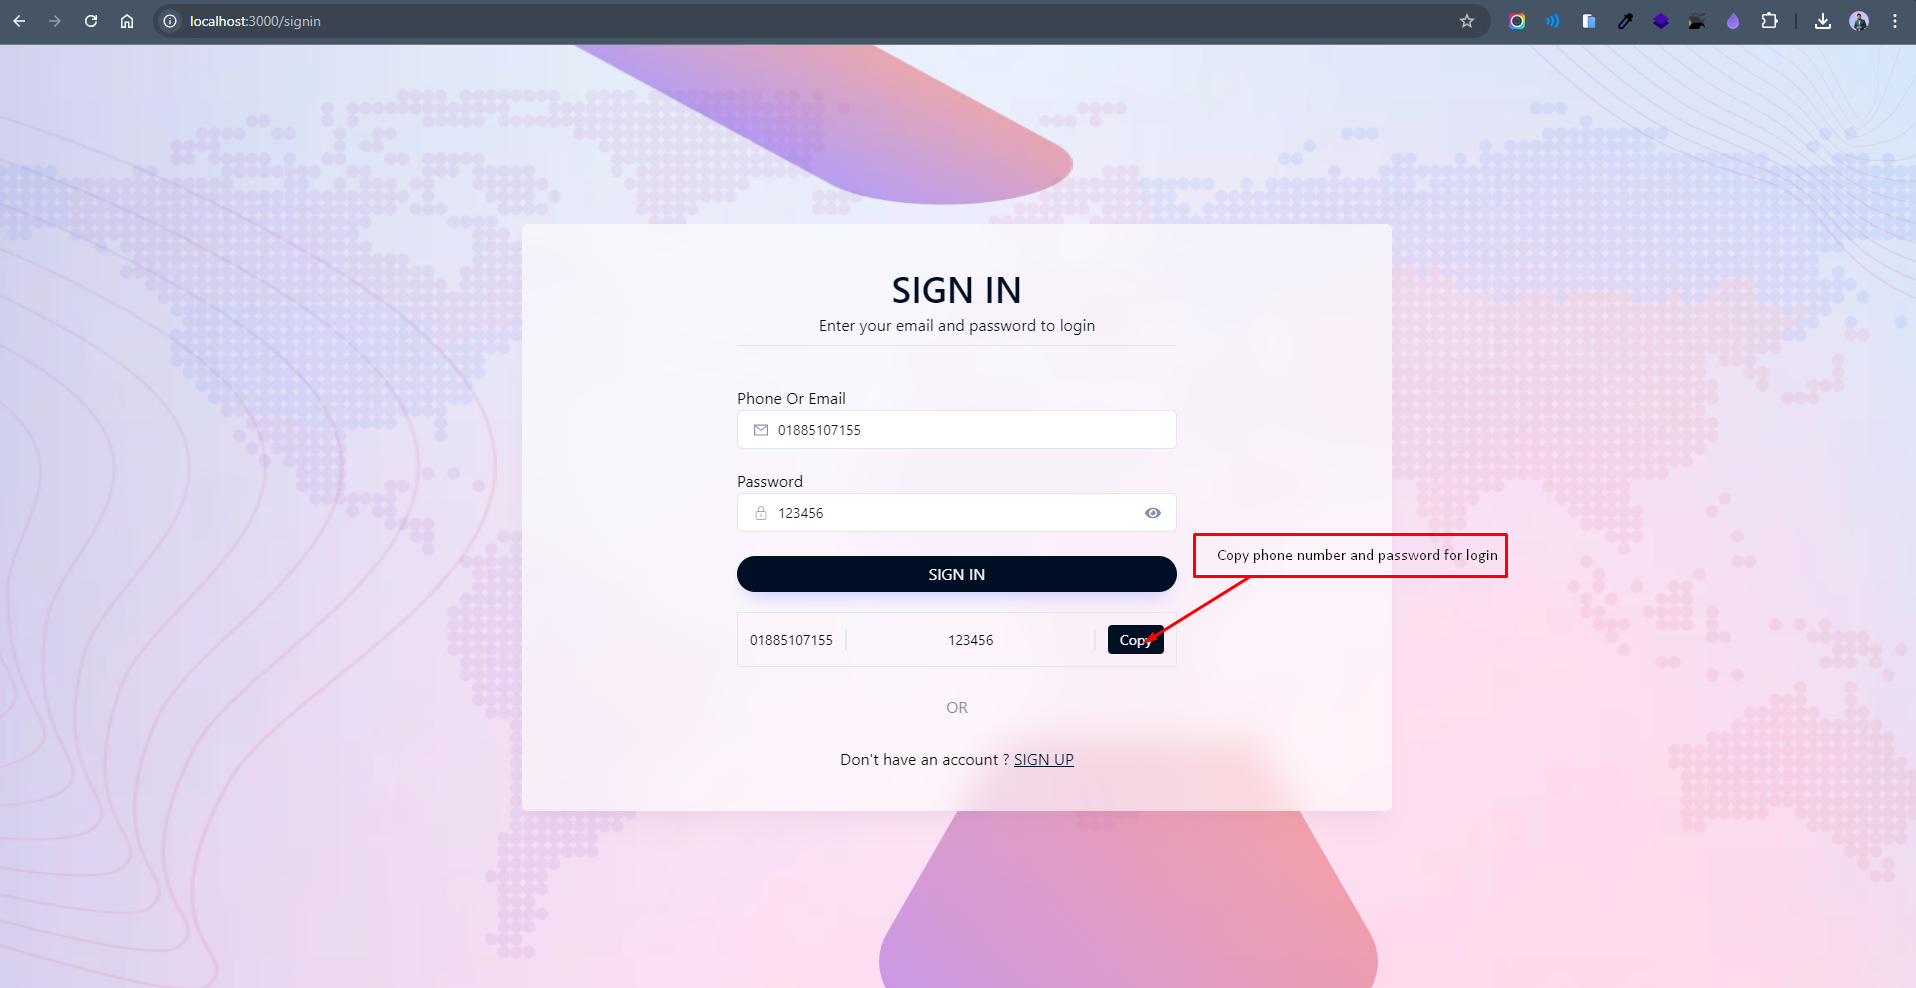 localhost:3000/signin
SIGN IN
Enter your email and password to login
Phone Or Email
01885107155
Password
123456
SIGN IN
Copy phone number and password for login
01885107155 123456 Copy
OR
Don't have an account ? SIGN UP